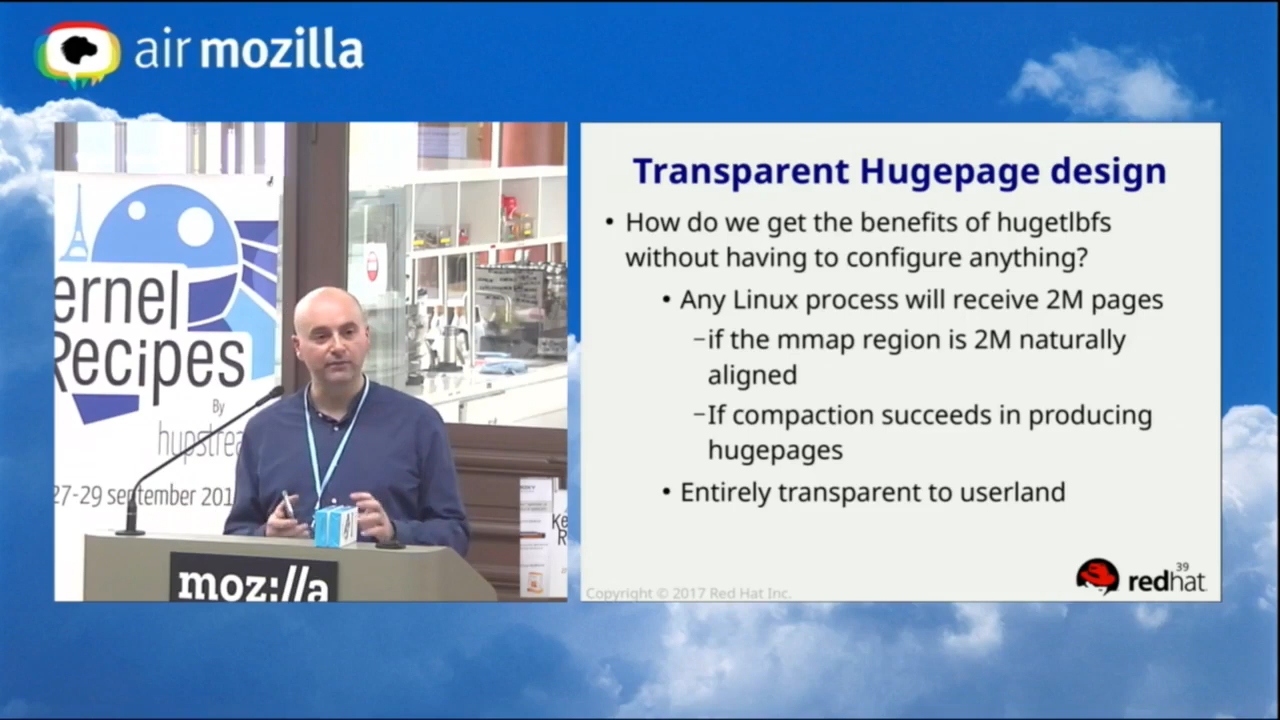 air mozilla
ernel
Recipes
By
hupstrea
27-29 september 201
moz://a
Transparent Hugepage design
• How do we get the benefits of hugetlbfs
without having to configure anything?
• Any Linux process will receive 2M pages
–if the mmap region is 2M naturally
aligned
–If compaction succeeds in producing
hugepages
• Entirely transparent to userland
39
redhat.
Copyright © 2017 Red Hat Inc.